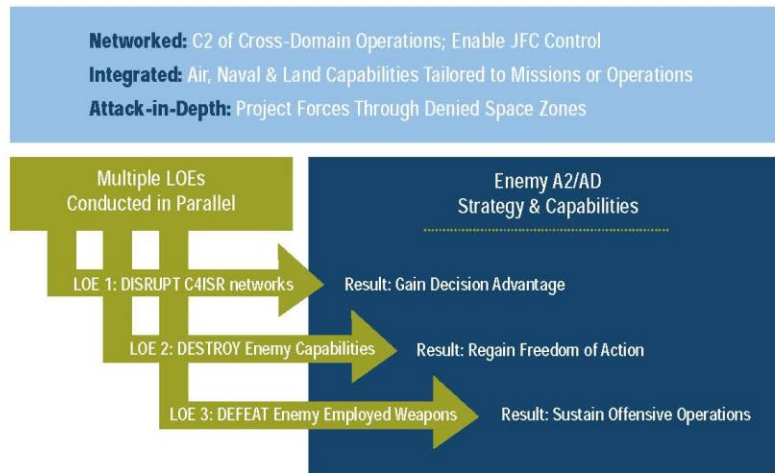 Networked: C2 of Cross-Domain Operations; Enable JFC Control
Integrated: Air, Naval & Land Capabilities Tailored to Missions or Operations
Attack-in-Depth: Project Forces Through Denied Space Zones
Multiple LOEs
Conducted in Parallel
Enemy A2/AD
Strategy & Capabilities
LOE 1: DISRUPT C4ISR networks
Result: Gain Decision Advantage
LOE 2: DESTROY Enemy Capabilities
Result: Regain Freedom of Action
LOE 3: DEFEAT Enemy Employed Weapons
Result: Sustain Offensive Operations